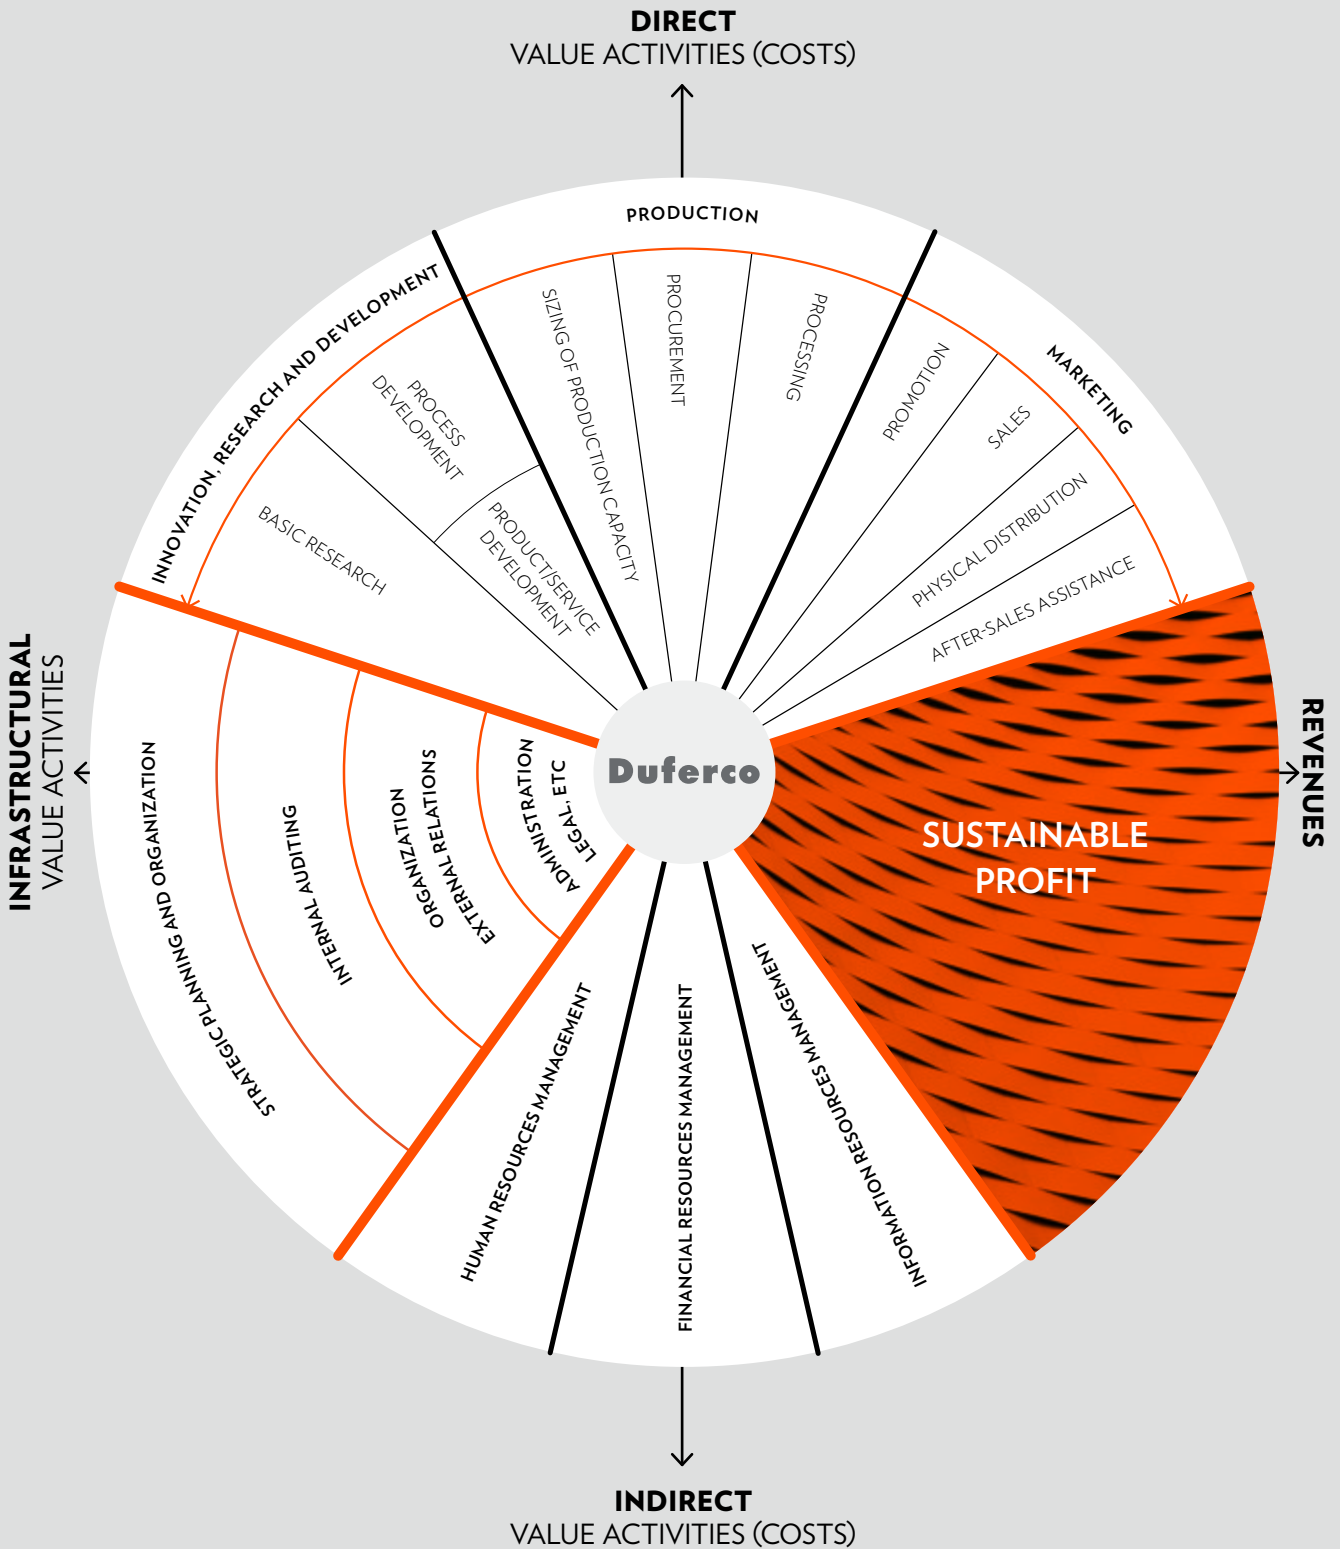 DIRECT
VALUE ACTIVITIES (COSTS)
PRODUCTION
INNOVATION, RESEARCH AND DEVELOPMENT
MARKETING
BASIC RESEARCH
PROCESS
DEVELOPMENT
PRODUCT/SERVICE
DEVELOPMENT
SIZING OF PRODUCTION CAPACITY
PROCUREMENT
PROCESSING
PROMOTION
SALES
PHYSICAL DISTRIBUTION
AFTER-SALES ASSISTANCE
INFRASTRUCTURAL
VALUE ACTIVITIES
STRATEGIC PLANNING AND ORGANIZATION
INTERNAL AUDITING
ORGANIZATION
EXTERNAL RELATIONS
ADMINISTRATION
LEGAL, ETC
Duferco
SUSTAINABLE
PROFIT
REVENUES
HUMAN RESOURCES MANAGEMENT
FINANCIAL RESOURCES MANAGEMENT
INFORMATION RESOURCES MANAGEMENT
INDIRECT
VALUE ACTIVITIES (COSTS)